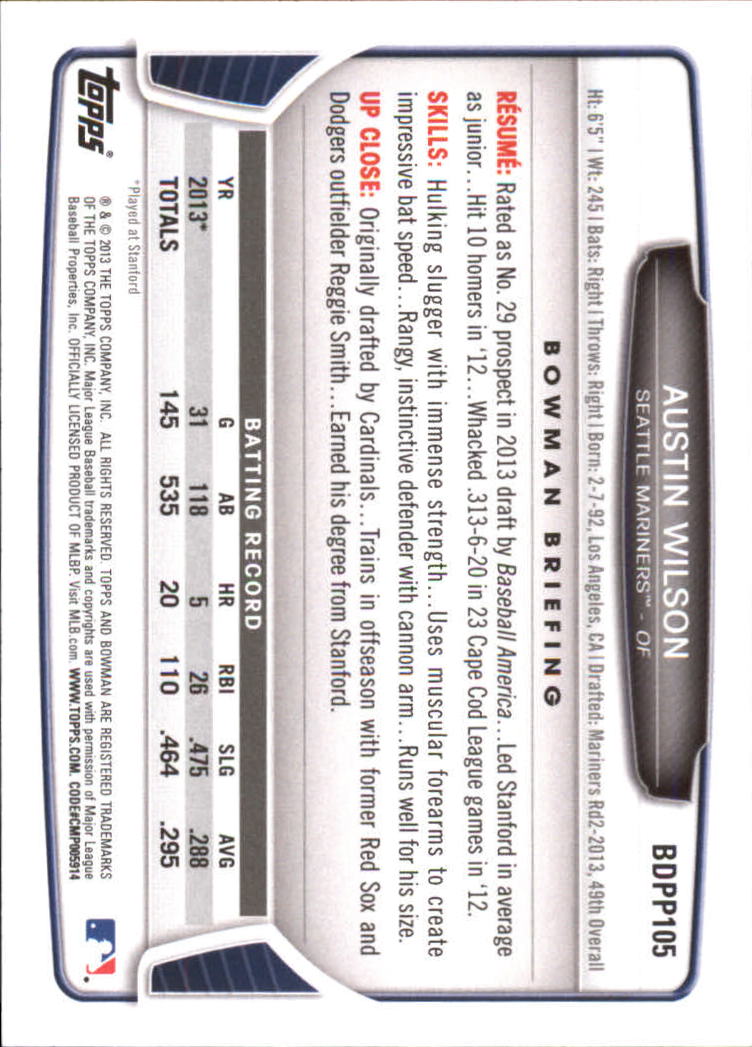 BDPP105
AUSTIN WILSON
SEATTLE MARINERS™ - OF
Ht: 6'5" | Wt: 245 | Bats: Right | Throws: Right | Born: 2-7-92, Los Angeles, CA | Drafted: Mariners Rd2-2013, 49th Overall
BOWMAN BRIEFING
RÉSUMÉ: Rated as No. 29 prospect in 2013 draft by Baseball America...Led Stanford in average
as junior...Hit 10 homers in '12...Whacked .313-6-20 in 23 Cape Cod League games in '12.
SKILLS: Hulking slugger with immense strength...Uses muscular forearms to create
impressive bat speed...Rangy, instinctive defender with cannon arm...Runs well for his size.
UP CLOSE: Originally drafted by Cardinals...Trains in offseason with former Red Sox and
Dodgers outfielder Reggie Smith...Earned his degree from Stanford.
BATTING RECORD
YR G AB HR RBI SLG AVG
2013* 31 118 5 26 .475 .288
TOTALS 145 535 20 110 .464 .295
*Played at Stanford
topps®
® & © 2013 THE TOPPS COMPANY, INC. ALL RIGHTS RESERVED. TOPPS AND BOWMAN ARE REGISTERED TRADEMARKS
OF THE TOPPS COMPANY, INC. Major League Baseball trademarks and copyrights are used with permission of Major League
Baseball Properties, Inc. OFFICIALLY LICENSED PRODUCT OF MLBP. Visit MLB.com. WWW.TOPPS.COM. CODE#CMP005914